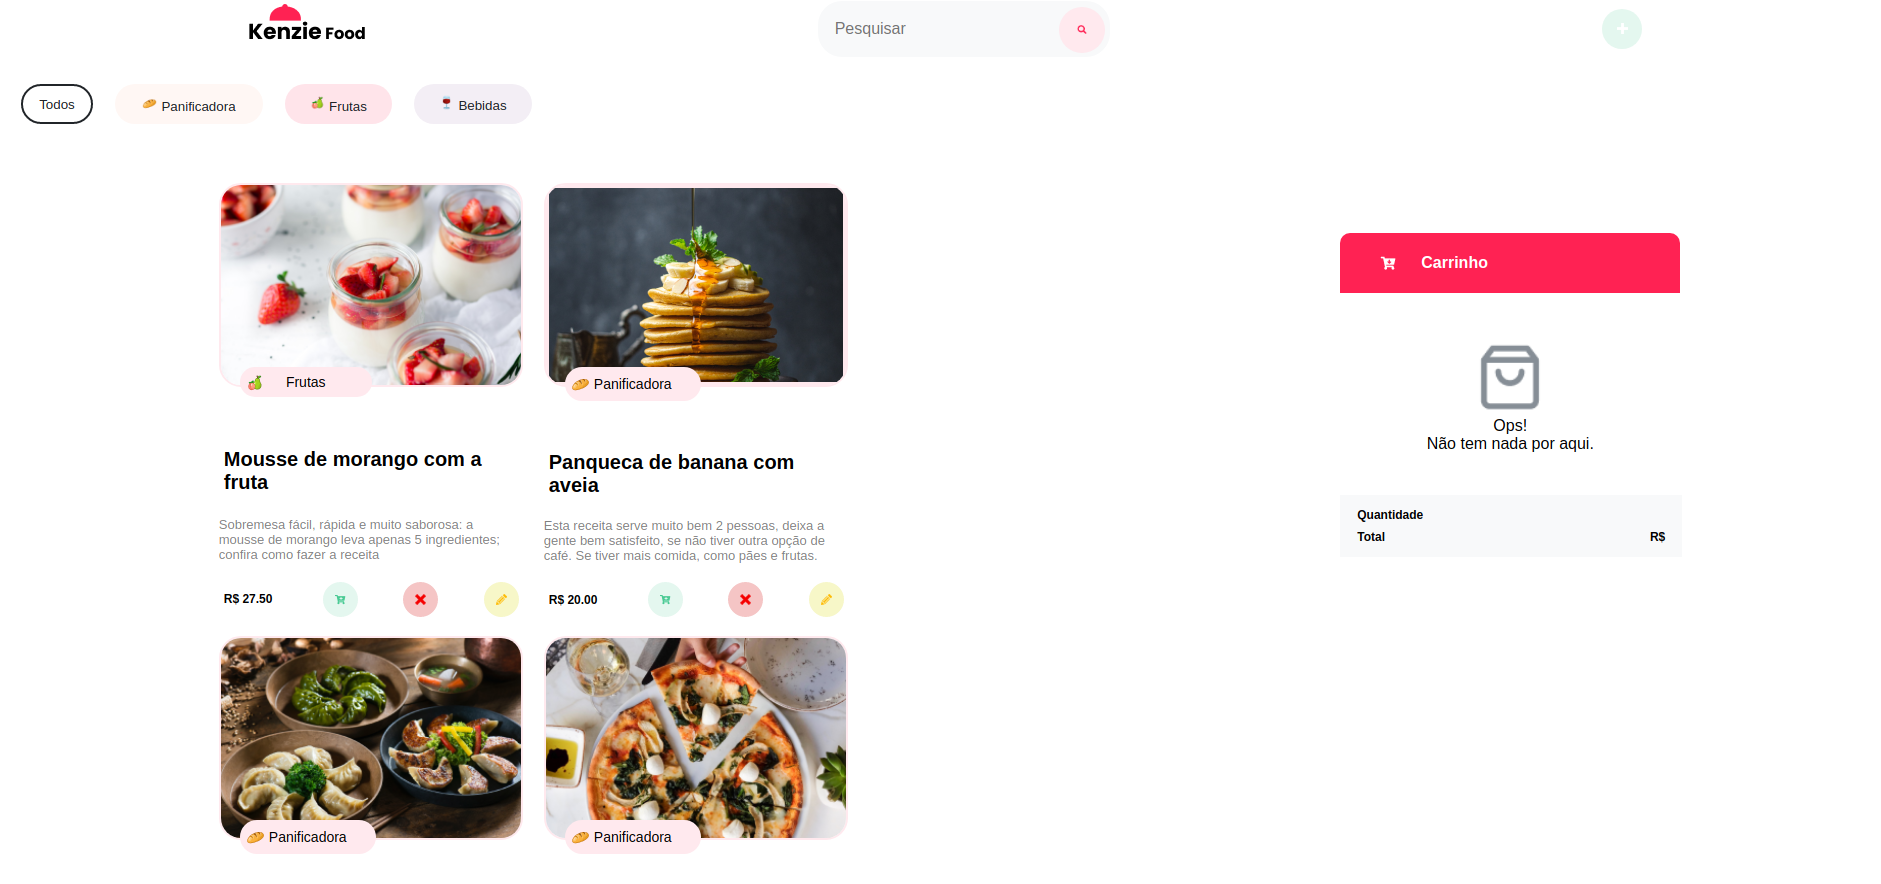 Kenzie Food
Pesquisar
Todos
Panificadora
Frutas
Bebidas
Frutas
Panificadora
Mousse de morango com a
fruta
Sobremesa fácil, rápida e muito saborosa: a
mousse de morango leva apenas 5 ingredientes;
confira como fazer a receita
R$ 27.50
Panqueca de banana com
aveia
Esta receita serve muito bem 2 pessoas, deixa a
gente bem satisfeito, se não tiver outra opção de
café. Se tiver mais comida, como pães e frutas.
R$ 20.00
Panificadora
Panificadora
Carrinho
Ops!
Não tem nada por aqui.
Quantidade
Total R$